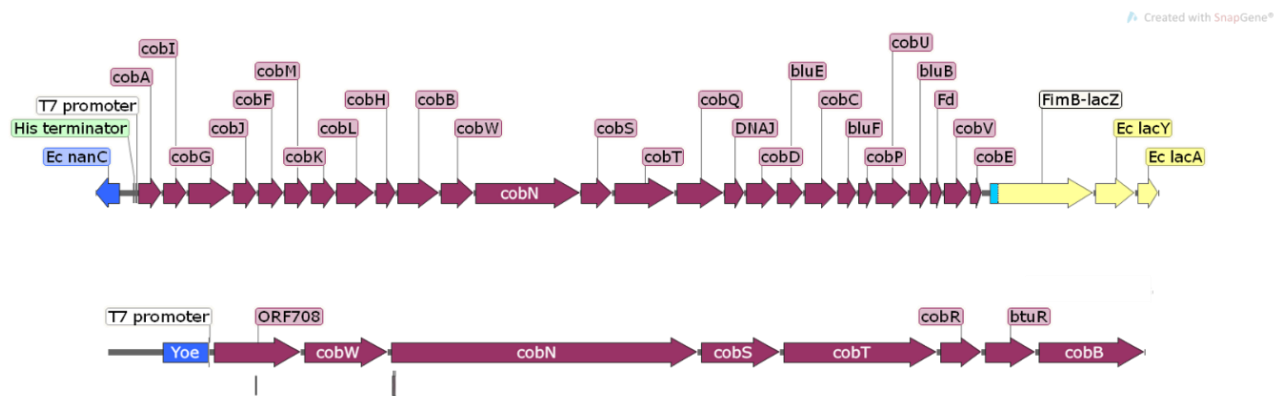 Created with SnapGene®
cobI
cobU
cobA
cobM
bluE
bluB
T7 promoter
cobF
cobH
cobB
cobQ
cobC
Fd
FimB-lacZ
His terminator
cobJ
cobL
cobW
cobS
DNAJ
bluF
cobV
Ec lacY
Ec nanC
cobG
cobK
cobT
cobD
cobP
cobE
Ec lacA
cobN
T7 promoter
ORF708
cobR
btuR
Yoe
cobW
cobN
cobS
cobT
cobB